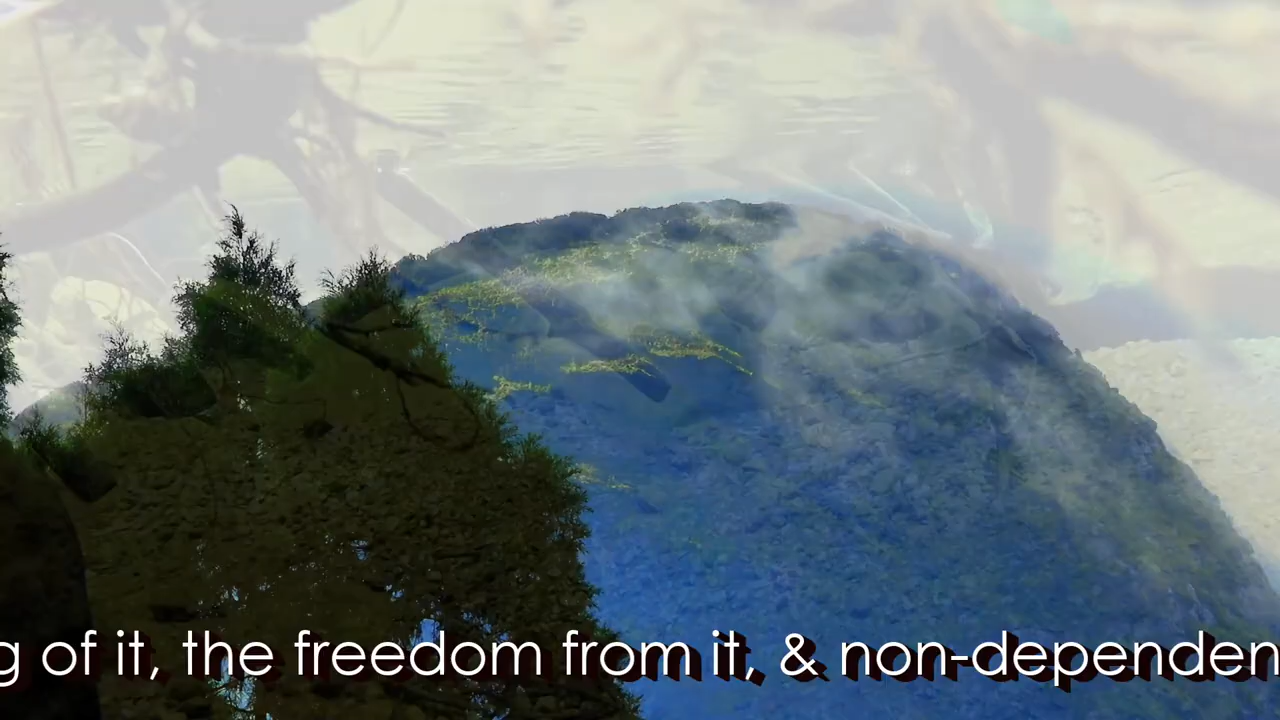 g of it, the freedom from it, & non-dependen